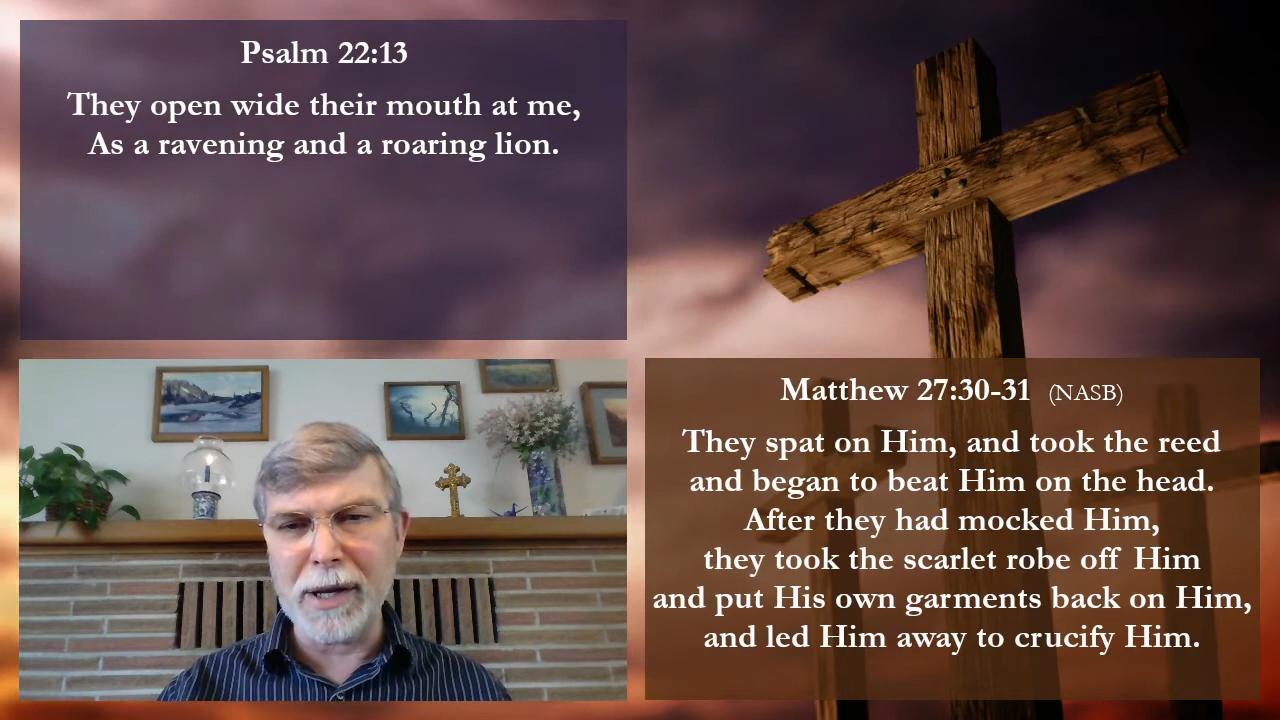 Psalm 22:13
They open wide their mouth at me,
As a ravening and a roaring lion.
Matthew 27:30-31 (NASB)
They spat on Him, and took the reed
and began to beat Him on the head.
After they had mocked Him,
they took the scarlet robe off Him
and put His own garments back on Him,
and led Him away to crucify Him.